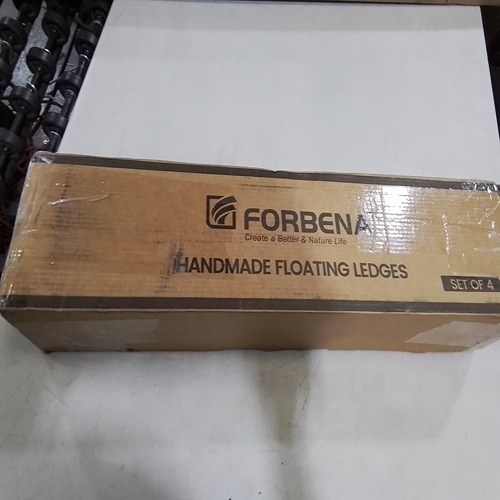 FORBENA
Create a Better & Nature Life
HANDMADE FLOATING LEDGES
SET OF 4